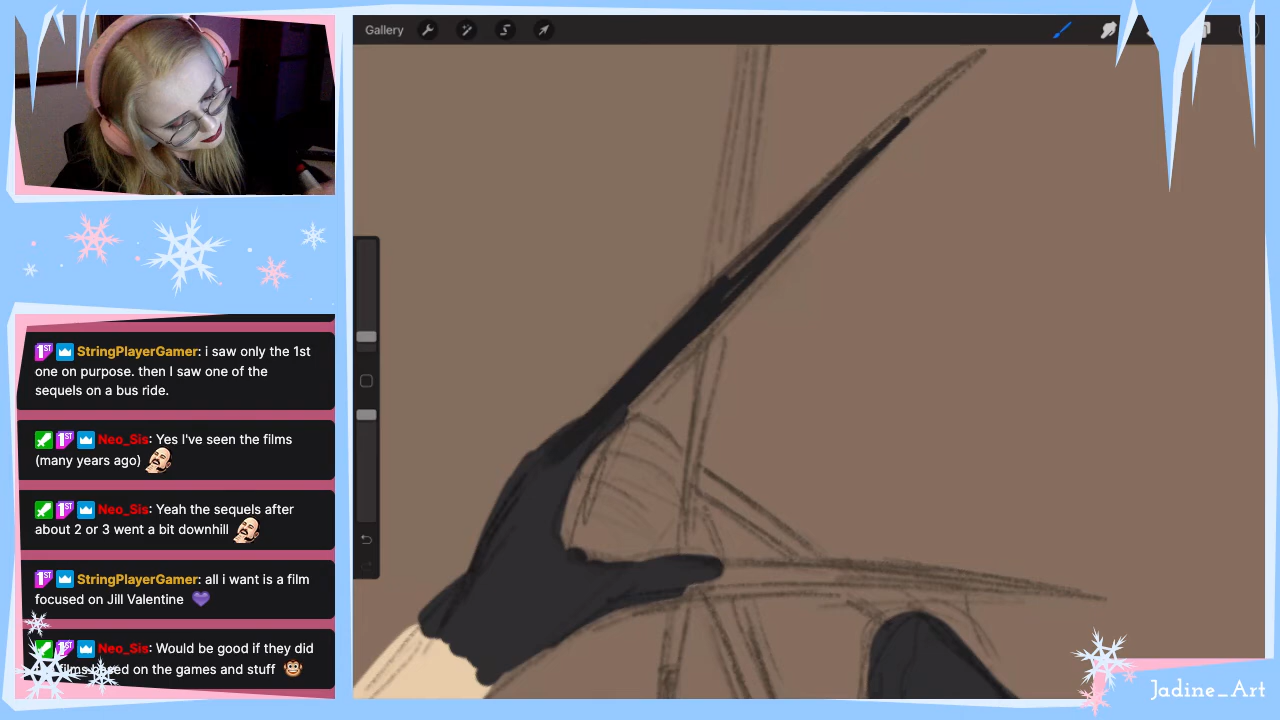 Gallery
StringPlayerGamer: i saw only the 1st
one on purpose. then I saw one of the
sequels on a bus ride.
Neo_Sis: Yes I've seen the films
(many years ago)
Neo_Sis: Yeah the sequels after
about 2 or 3 went a bit downhill
StringPlayerGamer: all i want is a film
focused on Jill Valentine
Neo_Sis: Would be good if they did
films based on the games and stuff
Jadine_Art